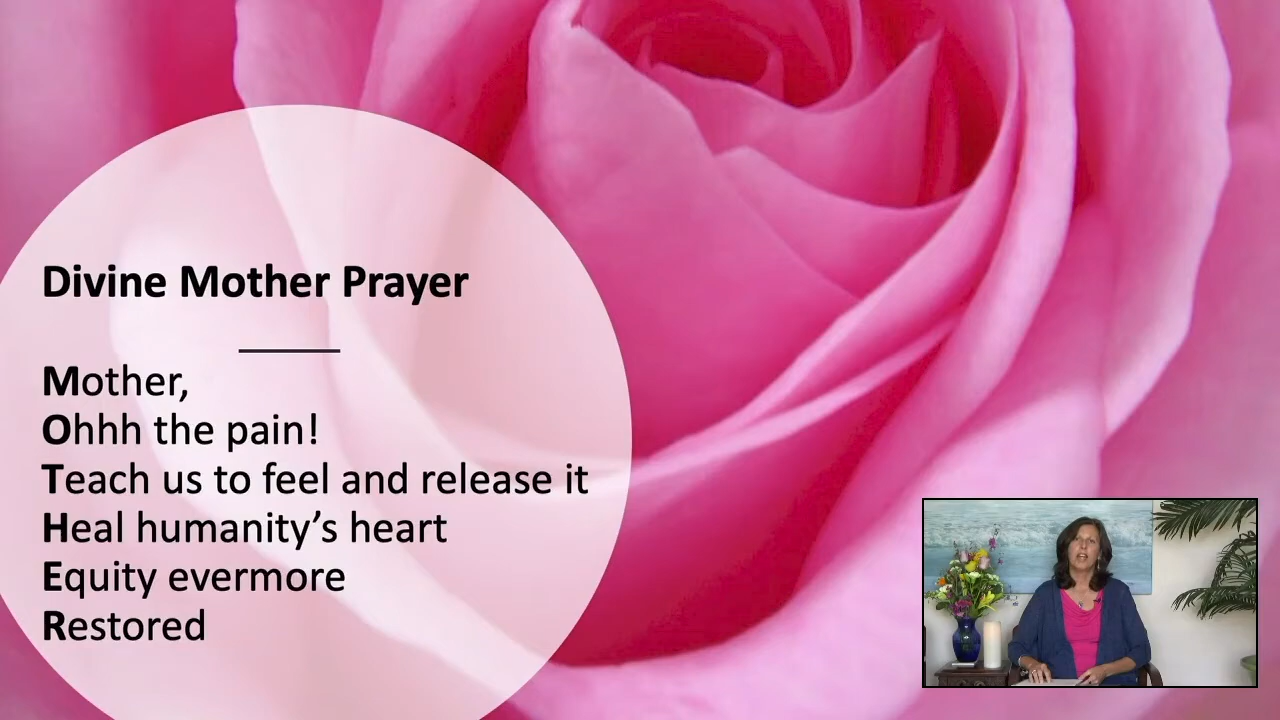 Divine Mother Prayer
Mother,
Ohhh the pain!
Teach us to feel and release it
Heal humanity’s heart
Equity evermore
Restored